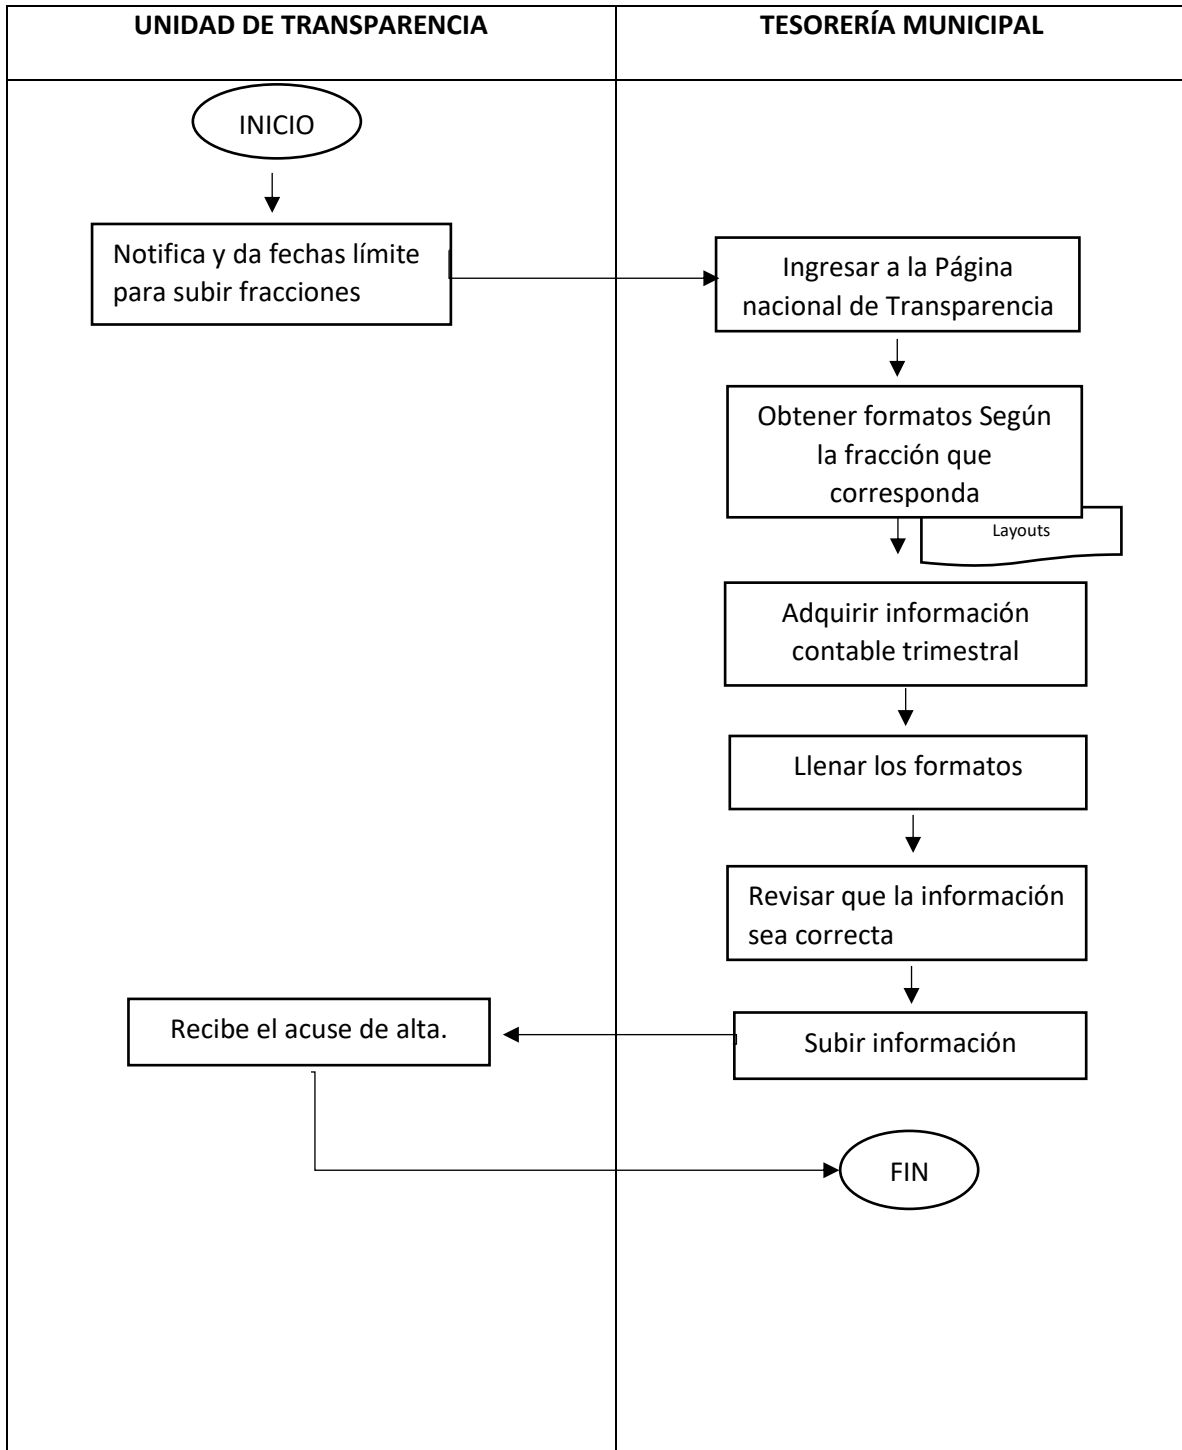 UNIDAD DE TRANSPARENCIA
TESORERÍA MUNICIPAL
INICIO
Notifica y da fechas límite
para subir fracciones
Ingresar a la Página
nacional de Transparencia
Obtener formatos Según
la fracción que
corresponda
Layouts
Adquirir información
contable trimestral
Llenar los formatos
Revisar que la información
sea correcta
Subir información
Recibe el acuse de alta.
FIN